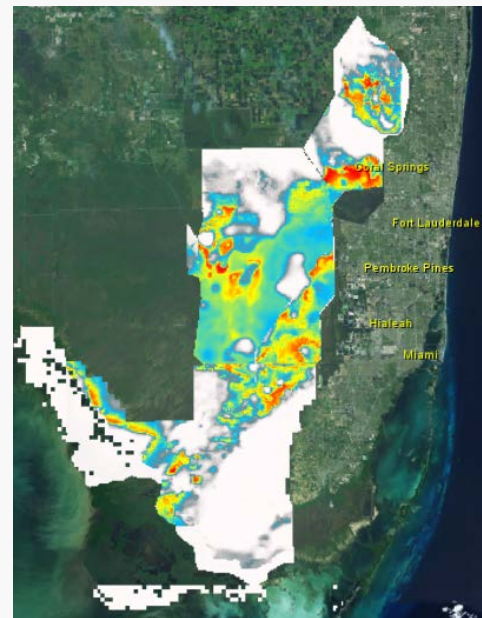 Coral Springs
Fort Lauderdale
Pembroke Pines
Hialeah
Miami